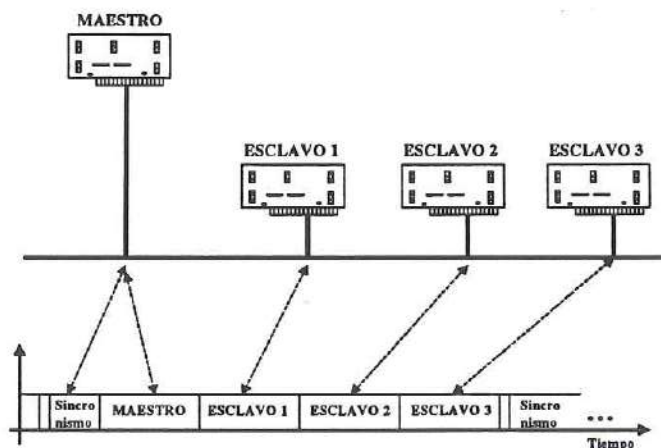 MAESTRO
ESCLAVO 1
ESCLAVO 2
ESCLAVO 3
Sincro
nismo
MAESTRO
ESCLAVO 1
ESCLAVO 2
ESCLAVO 3
Sincro
nismo
...
Tiempo